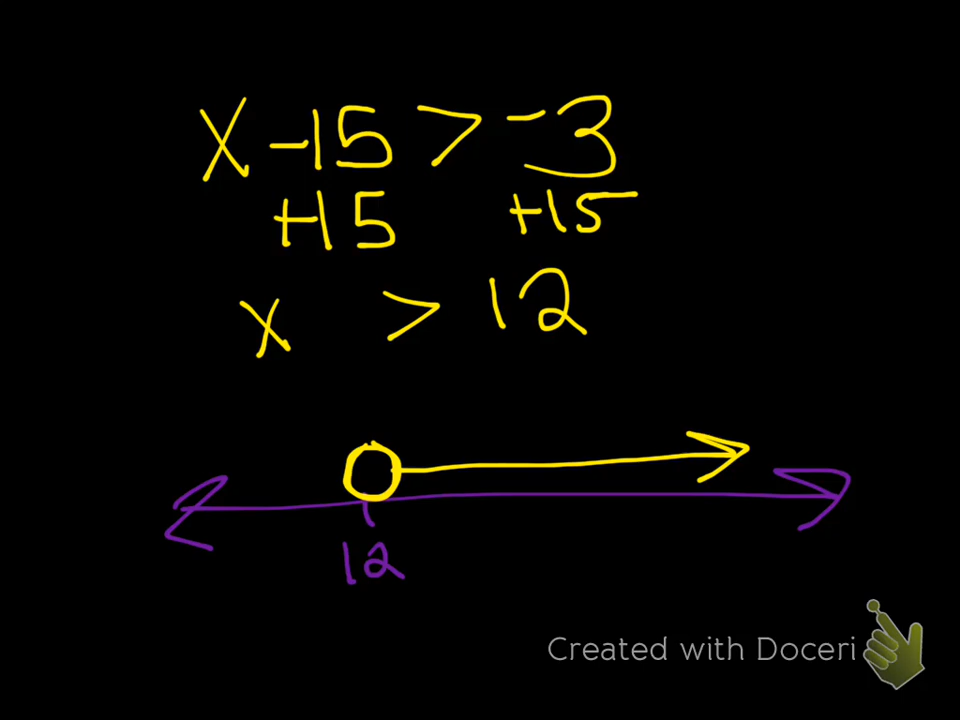 x -15 > -3
+15 +15
x > 12
12
Created with Doceri